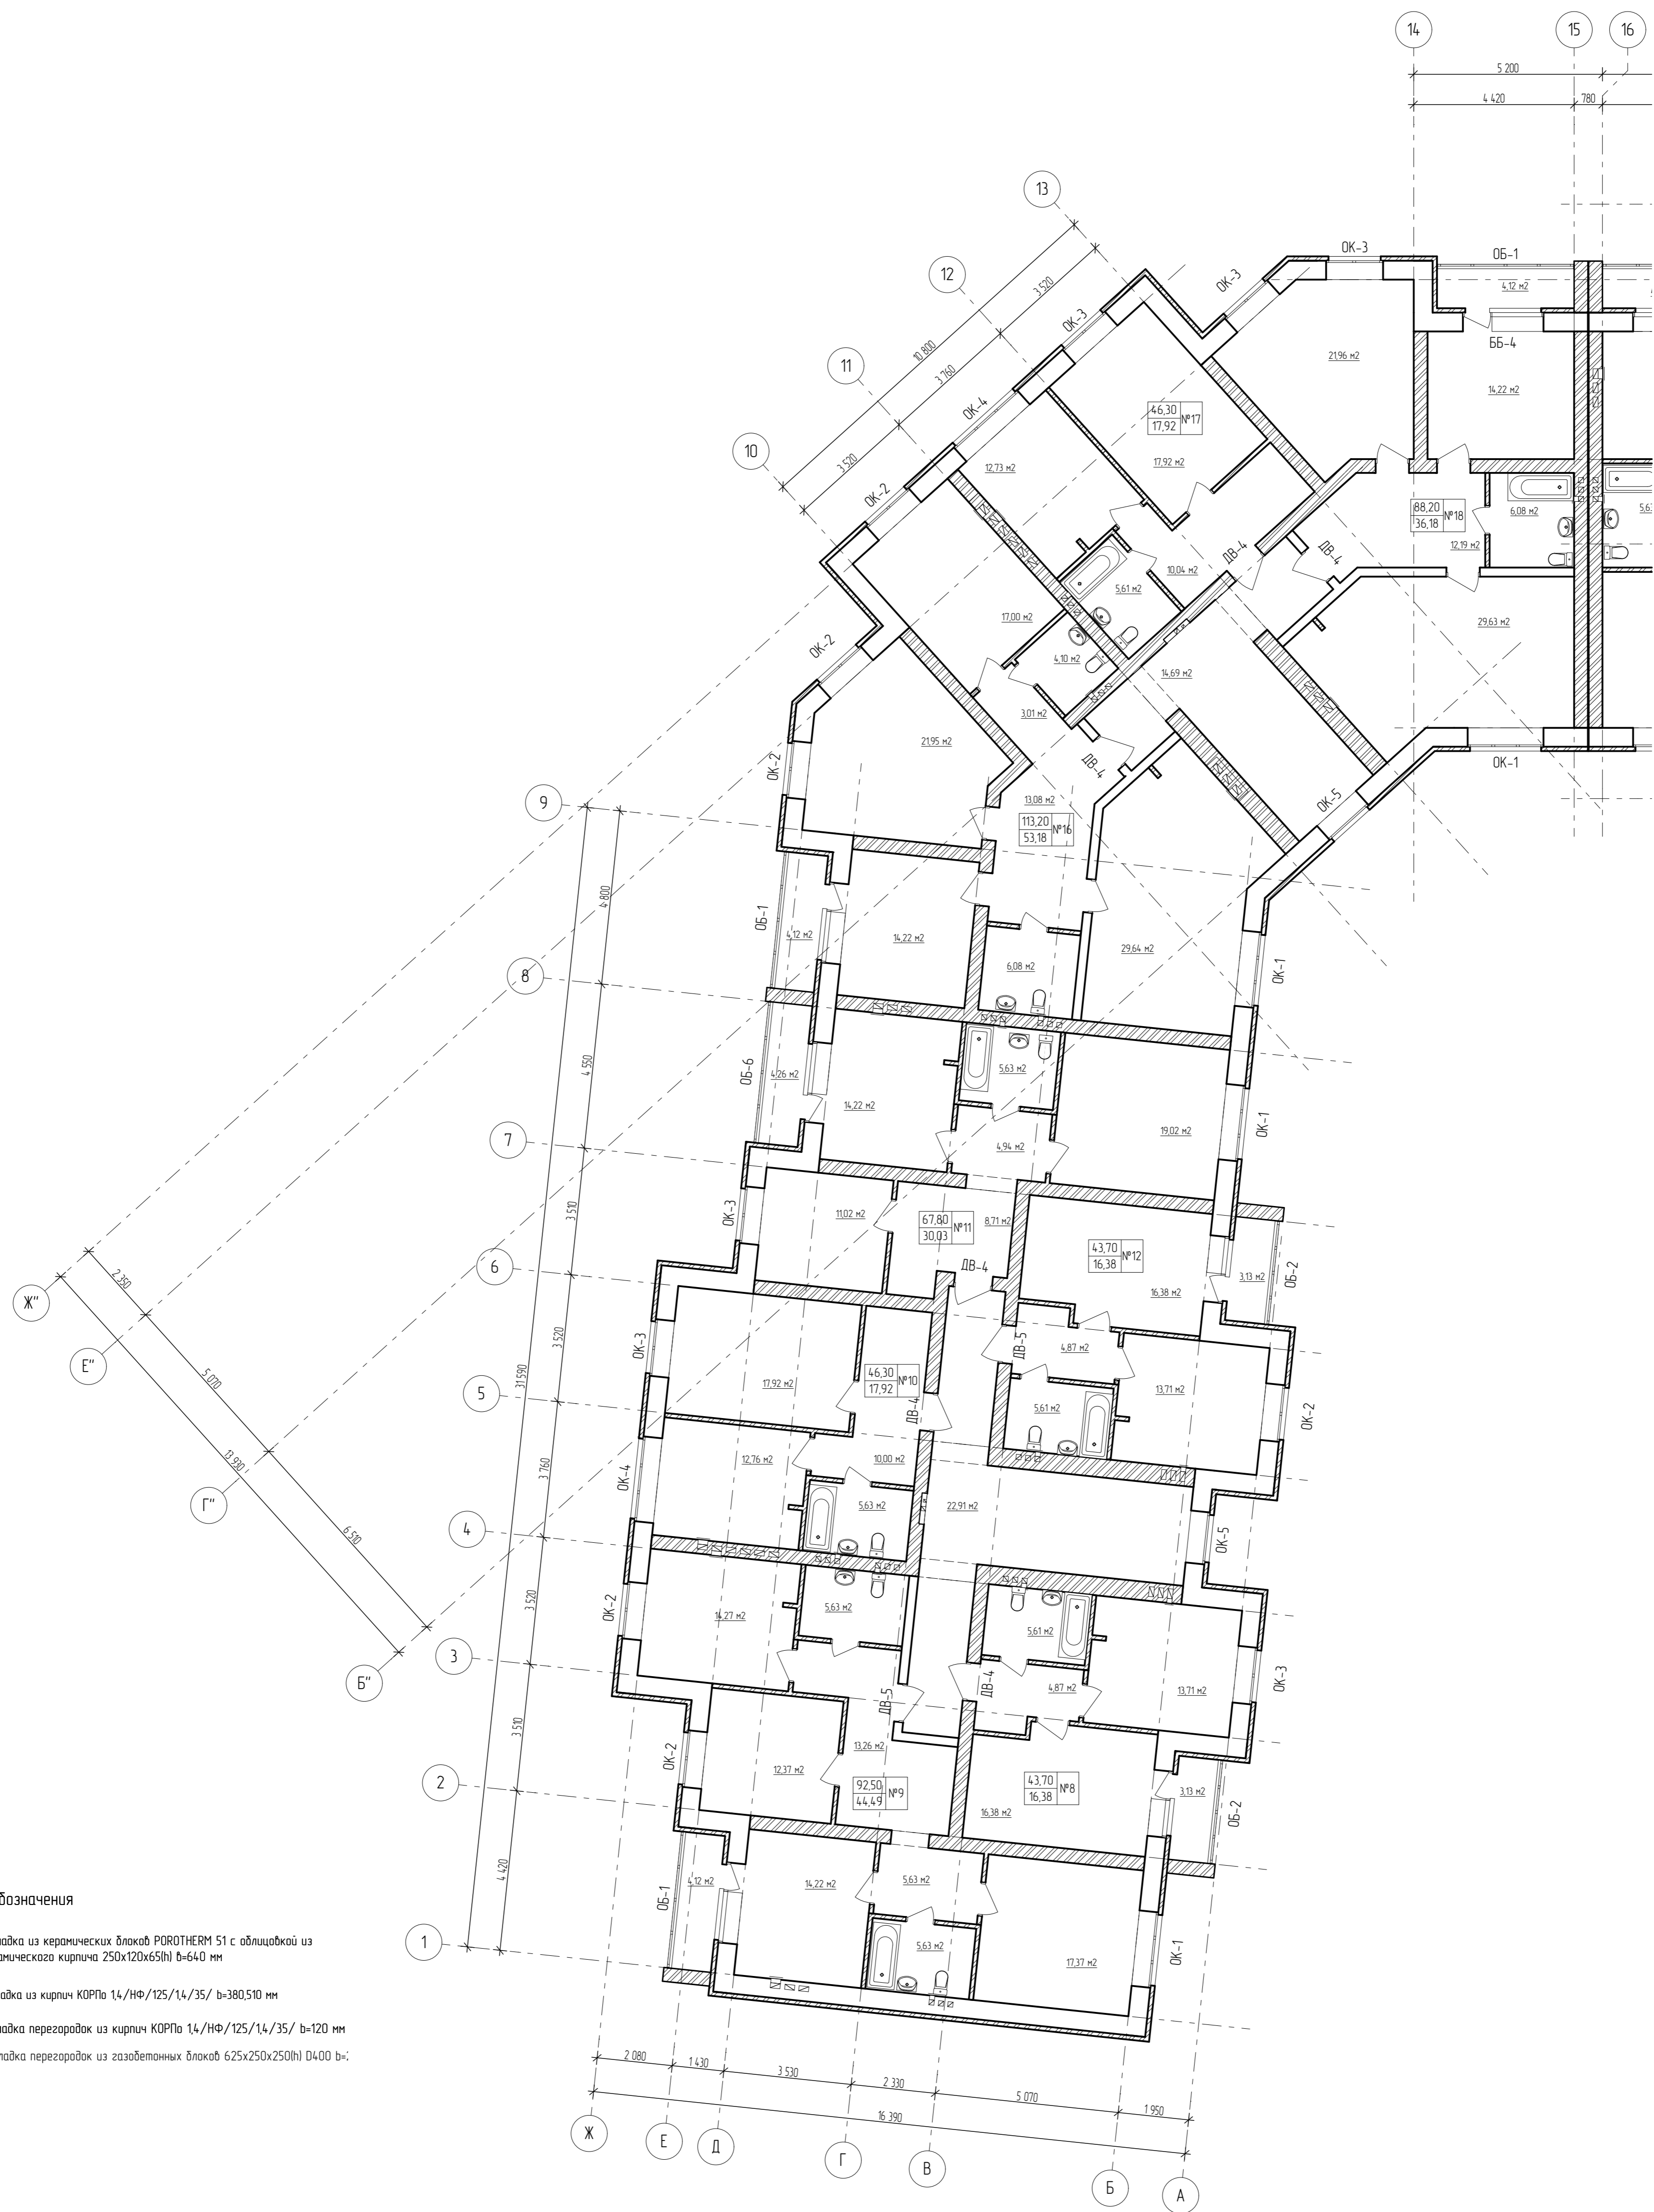 14
15
16
5 200
4 420
780
13
12
11
10
10 800
3 520
3 760
3 520
ОК-3
ОБ-1
ОК-3
4,12 м2
ОК-3
ББ-4
21,96 м2
14,22 м2
ОК-4
46,30
17,92
№17
12,73 м2
17,92 м2
ОК-2
88,20
36,18
№18
6,08 м2
12,19 м2
ДВ-4
ДВ-4
10,04 м2
5,61 м2
17,00 м2
29,63 м2
ОК-2
4,10 м2
14,69 м2
3,01 м2
21,95 м2
ДВ-4
ОК-1
ОК-2
ОК-5
9
13,08 м2
113,20
53,18
№16
4 800
ОБ-1
4,12 м2
14,22 м2
29,64 м2
6,08 м2
ОК-1
8
4 550
ОБ-6
4,26 м2
5,63 м2
14,22 м2
19,02 м2
ОК-1
7
4,94 м2
3 510
ОК-3
11,02 м2
67,80
30,03
№11
8,71 м2
43,70
16,38
№12
6
ДВ-4
3,13 м2
ОБ-2
16,38 м2
Ж"
2 350
Е"
3 520
ОК-3
ДВ-5
4,87 м2
31 590
5 070
5
17,92 м2
46,30
17,92
№10
13,71 м2
5,61 м2
ДВ-4
ОК-2
13 930
Г"
3 760
ОК-4
12,76 м2
10,00 м2
5,63 м2
22,91 м2
6 510
4
ОК-5
3 520
ОК-2
14,27 м2
5,63 м2
5,61 м2
Б"
3
ДВ-5
ДВ-4
4,87 м2
13,71 м2
ОК-3
3 510
ОК-2
13,26 м2
12,37 м2
2
92,50
44,49
№9
43,70
16,38
№8
3,13 м2
16,38 м2
ОБ-2
4 420
ОБ-1
4,12 м2
14,22 м2
5,63 м2
1
5,63 м2
17,37 м2
ОК-1
бозначения
адка из керамических блоков POROTHERM 51 с облицовкой из
амического кирпича 250х120х65(h) δ=640 мм
адка из кирпич КОРПо 1,4/НФ/125/1,4/35/ b=380,510 мм
адка перегородок из кирпич КОРПо 1,4/НФ/125/1,4/35/ b=120 мм
ладка перегородок из газобетонных блоков 625х250х250(h) D400 b=
2 080
1 430
3 530
2 330
5 070
1 950
16 390
Ж
Е
Д
Г
В
Б
А